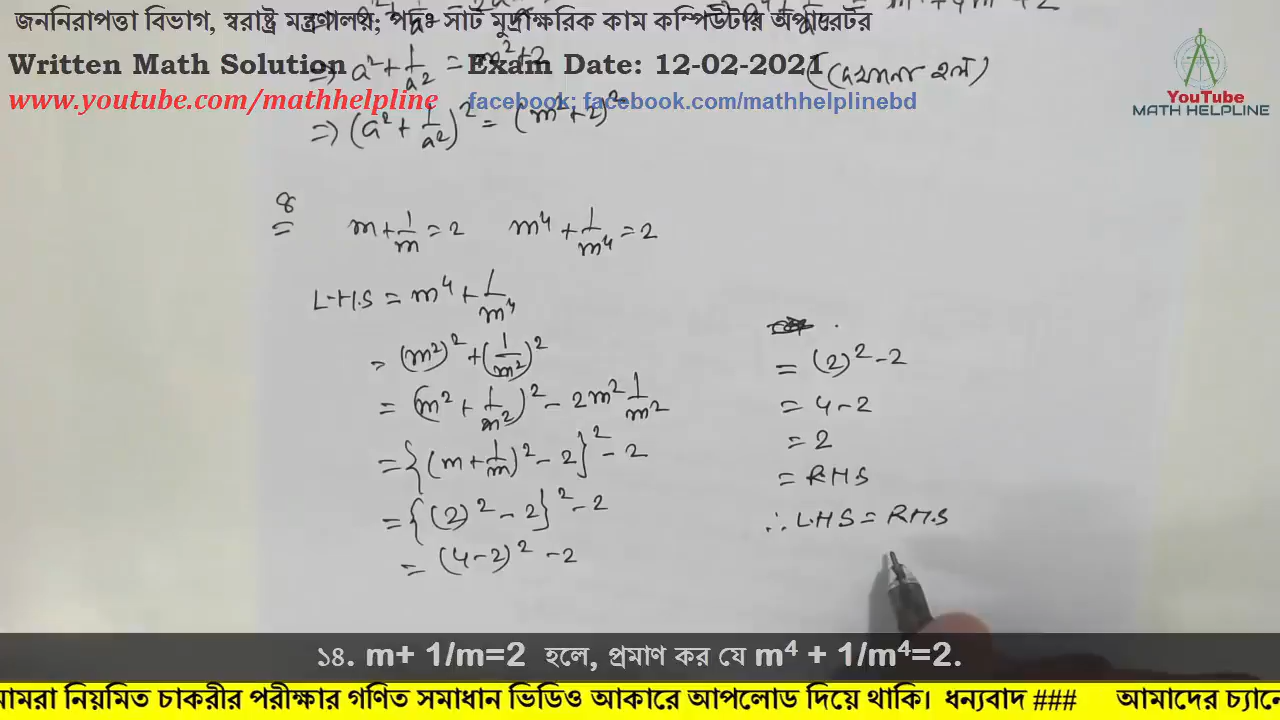 জননিরাপত্তা বিভাগ, স্বরাষ্ট্র মন্ত্রণালয়; পদঃ সাঁট মুদ্রাক্ষরিক কাম কম্পিউটার অপারেটর
Written Math Solution Exam Date: 12-02-2021
www.youtube.com/mathhelpline facebook: facebook.com/mathhelplinebd
YouTube
MATH HELPLINE
⇒ a² + 1/a² = m² + 2
⇒ (a² + 1/a²)² = (m² + 2)²
m + 1/m = 2 m⁴ + 1/m⁴ = 2
L.H.S = m⁴ + 1/m⁴
= (m²)² + (1/m²)²
= (m² + 1/m²)² - 2m² 1/m²
= {(m + 1/m)² - 2}² - 2
= {(2)² - 2}² - 2
= (4-2)² - 2
= (2)² - 2
= 4 - 2
= 2
= R.H.S
∴ L.H.S = R.H.S
১৪. m+ 1/m=2 হলে, প্রমাণ কর যে m⁴ + 1/m⁴=2.
আমরা নিয়মিত চাকরীর পরীক্ষার গণিত সমাধান ভিডিও আকারে আপলোড দিয়ে থাকি। ধন্যবাদ ### আমাদের